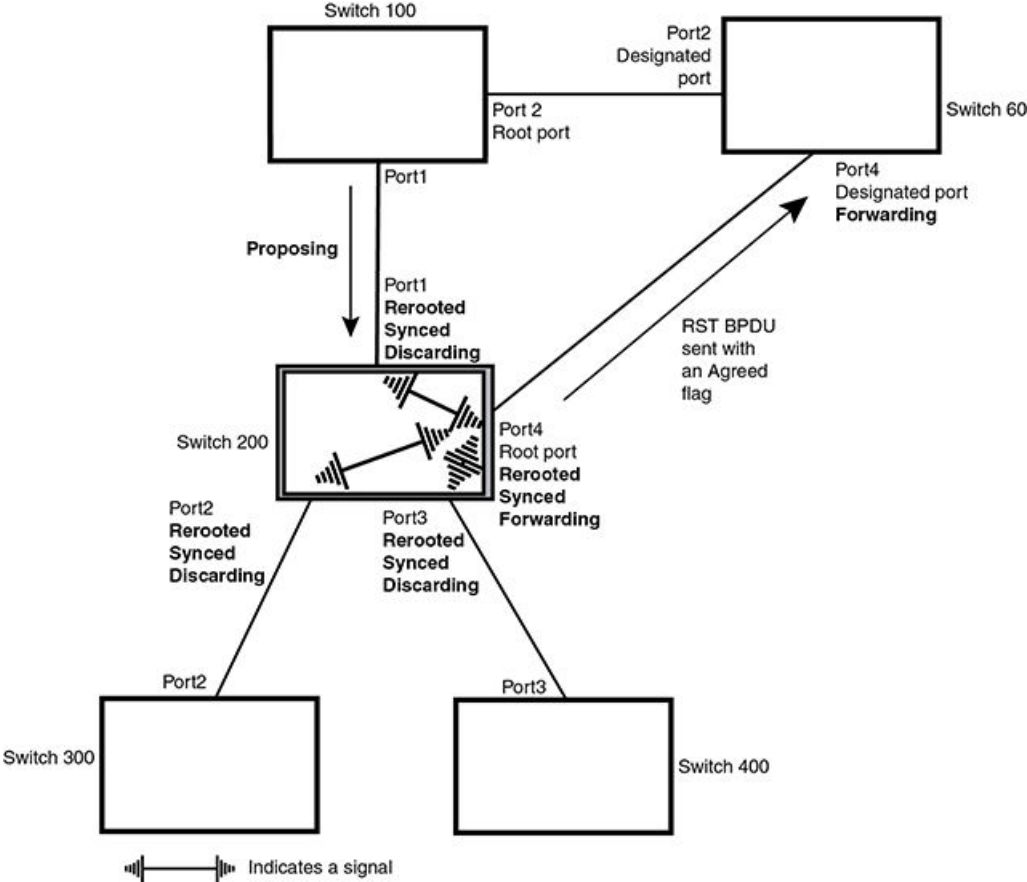 Switch 100
Port2
Designated
port
Switch 60
Port 2
Root port
Port1
Port4
Designated port
Forwarding
Proposing
Port1
Rerooted
Synced
Discarding
RST BPDU
sent with
an Agreed
flag
Switch 200
Port4
Root port
Rerooted
Synced
Forwarding
Port2
Rerooted
Synced
Discarding
Port3
Rerooted
Synced
Discarding
Port2
Port3
Switch 300
Switch 400
Indicates a signal